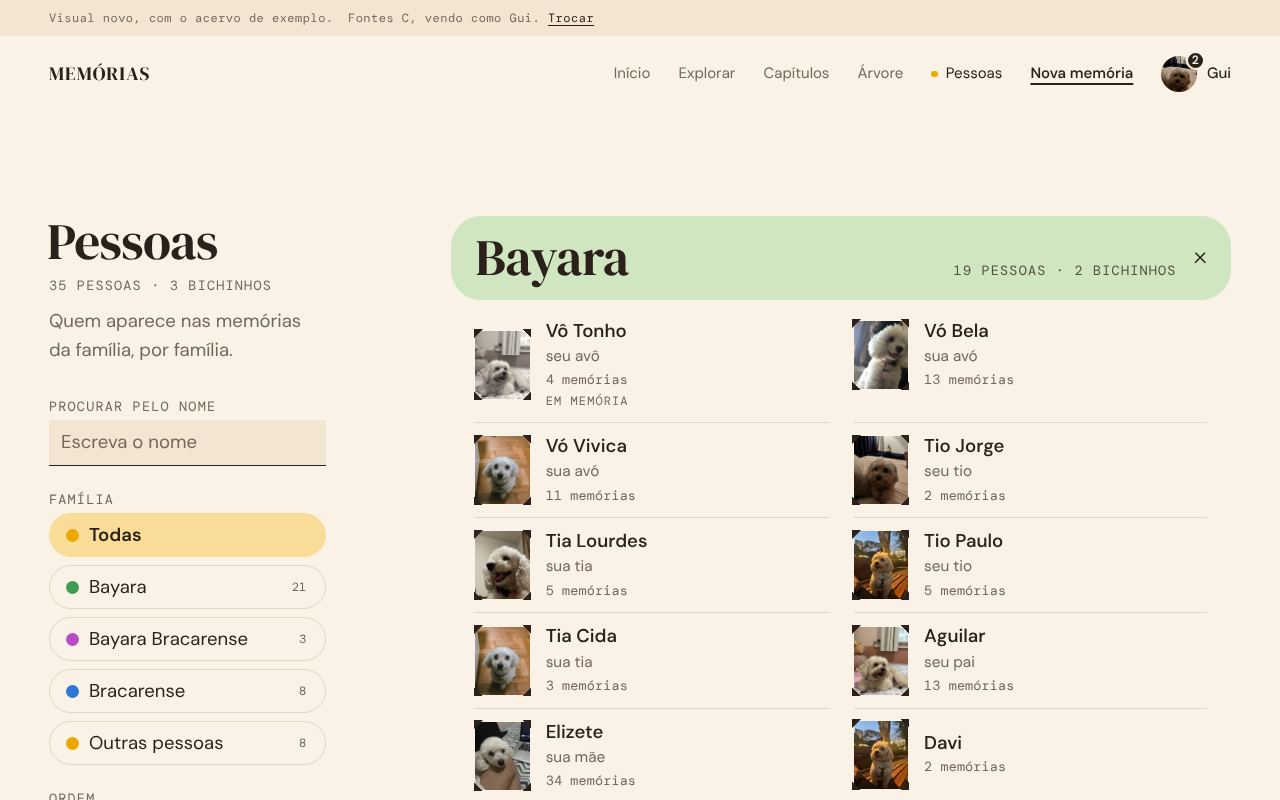 Visual novo, com o acervo de exemplo. Fontes C, vendo como Gui. Trocar
MEMÓRIAS
Início
Explorar
Capítulos
Árvore
Pessoas
Nova memória
2
Gui
Pessoas
35 PESSOAS · 3 BICHINHOS
Quem aparece nas memórias
da família, por família.
PROCURAR PELO NOME
Escreva o nome
FAMÍLIA
Todas
Bayara 21
Bayara Bracarense 3
Bracarense 8
Outras pessoas 8
ORDEM
Bayara
19 PESSOAS · 2 BICHINHOS ×
Vô Tonho
seu avô
4 memórias
EM MEMÓRIA
Vó Bela
sua avó
13 memórias
Vó Vivica
sua avó
11 memórias
Tio Jorge
seu tio
2 memórias
Tia Lourdes
sua tia
5 memórias
Tio Paulo
seu tio
5 memórias
Tia Cida
sua tia
3 memórias
Aguilar
seu pai
13 memórias
Elizete
sua mãe
34 memórias
Davi
2 memórias